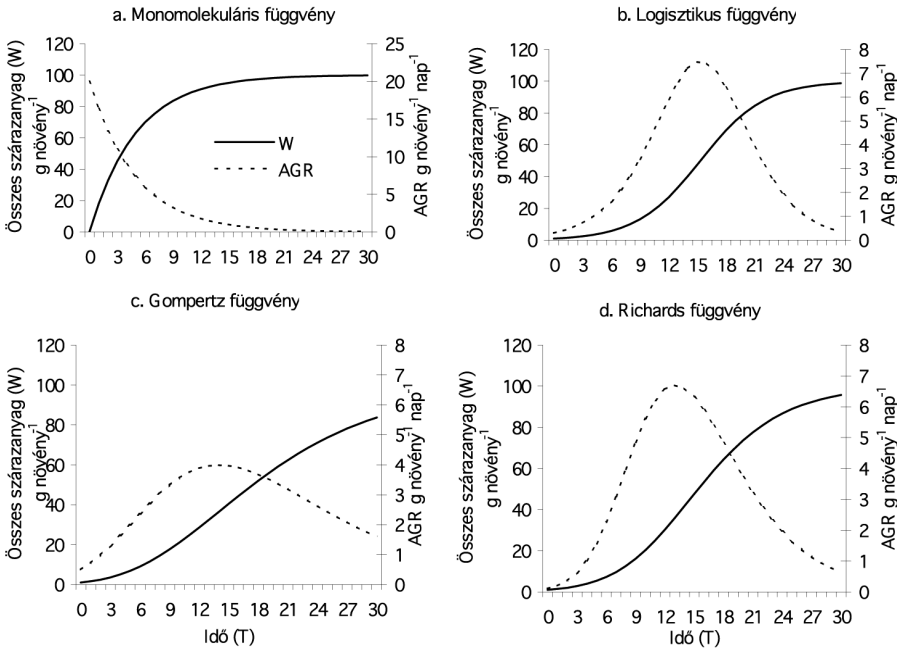 a. Monomolekuláris függvény
Összes szárazanyag (W)
g növény-1
120
100
80
60
40
20
0
25
20
15
10
5
0
AGR g növény-1 nap-1
W
AGR
0 3 6 9 12 15 18 21 24 27 30
b. Logisztikus függvény
Összes szárazanyag (W)
g növény-1
120
100
80
60
40
20
0
8
7
6
5
4
3
2
1
0
AGR g növény-1 nap-1
0 3 6 9 12 15 18 21 24 27 30
c. Gompertz függvény
Összes szárazanyag (W)
g növény-1
120
100
80
60
40
20
0
8
7
6
5
4
3
2
1
0
AGR g növény-1 nap-1
0 3 6 9 12 15 18 21 24 27 30
Idő (T)
d. Richards függvény
Összes szárazanyag (W)
g növény-1
120
100
80
60
40
20
0
8
7
6
5
4
3
2
1
0
AGR g növény-1 nap-1
0 3 6 9 12 15 18 21 24 27 30
Idő (T)